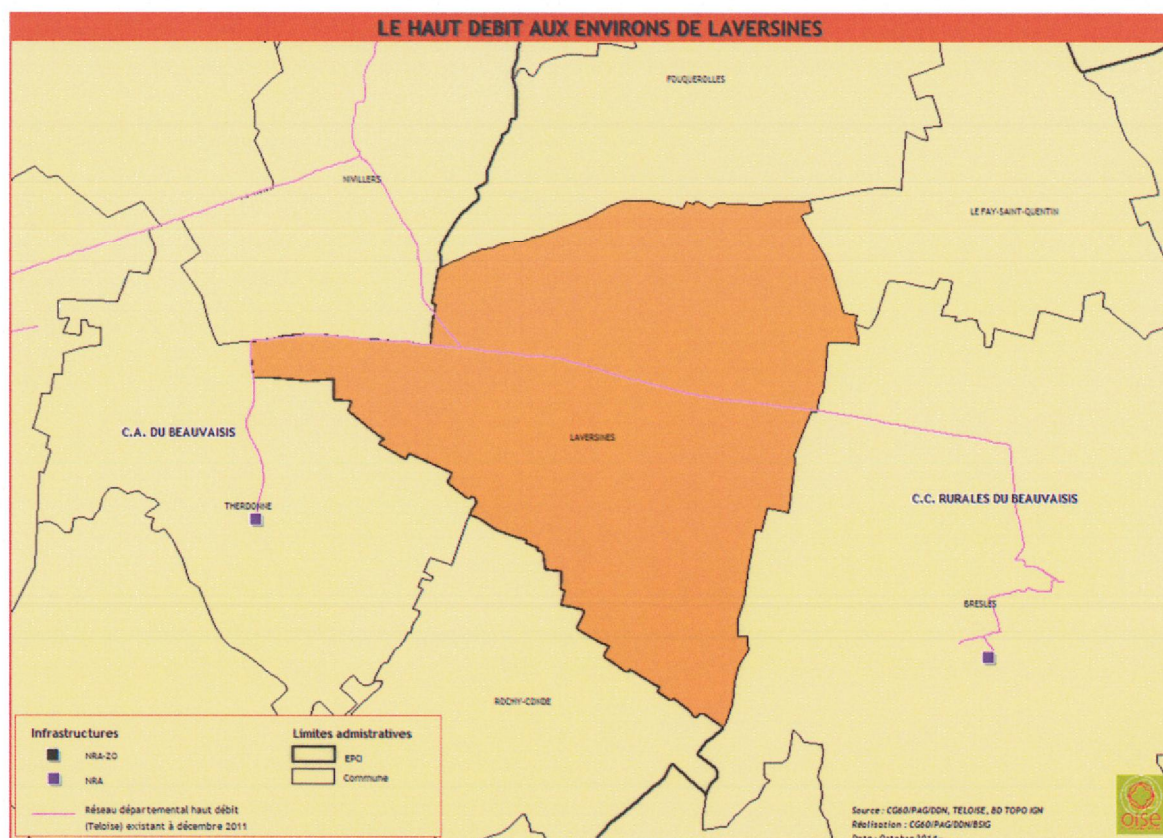 LE HAUT DEBIT AUX ENVIRONS DE LAVERSINES
FOUQUEROLLES
NIVILLERS
LE FAY-SAINT-QUENTIN
C.A. DU BEAUVAISIS
LAVERSINES
THERDONNE
C.C. RURALES DU BEAUVAISIS
BRESLES
ROCHY-CONDE
Infrastructures
NRA-ZO
NRA
Réseau départemental haut débit
(Teloise) existant à décembre 2011
Limites admistratives
EPCI
Commune
Source : CG60/PAG/DDN, TELOISE, BD TOPO IGN
Réalisation : CG60/PAG/DDN/BSIG
oise